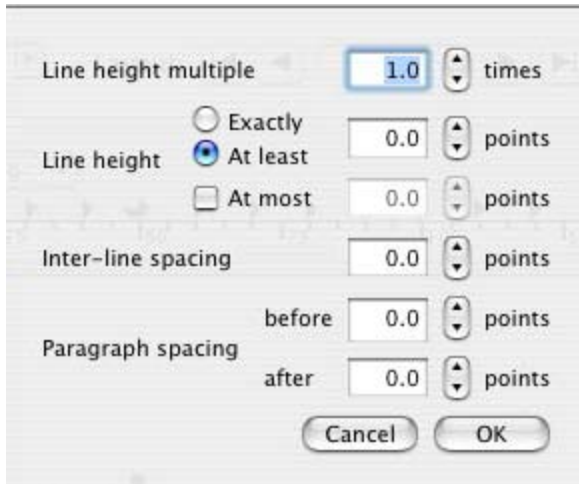 Line height multiple 1.0 times
Exactly
Line height At least 0.0 points
At most 0.0 points
Inter-line spacing 0.0 points
before 0.0 points
Paragraph spacing
after 0.0 points
Cancel OK